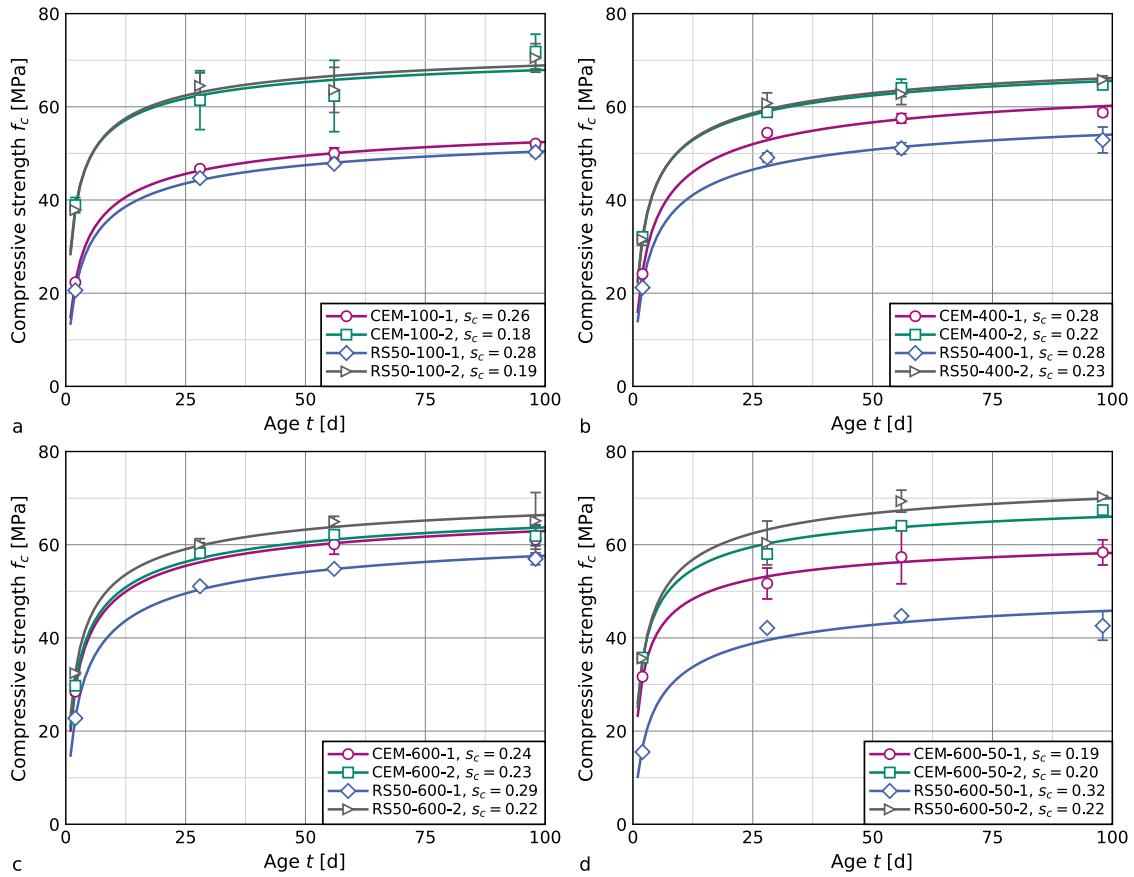 80
60
40
20
0
Compressive strength f_c [MPa]
CEM-100-1, s_c = 0.26
CEM-100-2, s_c = 0.18
RS50-100-1, s_c = 0.28
RS50-100-2, s_c = 0.19
0 25 50 75 100
Age t [d]
a
80
60
40
20
0
Compressive strength f_c [MPa]
CEM-400-1, s_c = 0.28
CEM-400-2, s_c = 0.22
RS50-400-1, s_c = 0.28
RS50-400-2, s_c = 0.23
0 25 50 75 100
Age t [d]
b
80
60
40
20
0
Compressive strength f_c [MPa]
CEM-600-1, s_c = 0.24
CEM-600-2, s_c = 0.23
RS50-600-1, s_c = 0.29
RS50-600-2, s_c = 0.22
0 25 50 75 100
Age t [d]
c
80
60
40
20
0
Compressive strength f_c [MPa]
CEM-600-50-1, s_c = 0.19
CEM-600-50-2, s_c = 0.20
RS50-600-50-1, s_c = 0.32
RS50-600-50-2, s_c = 0.22
0 25 50 75 100
Age t [d]
d